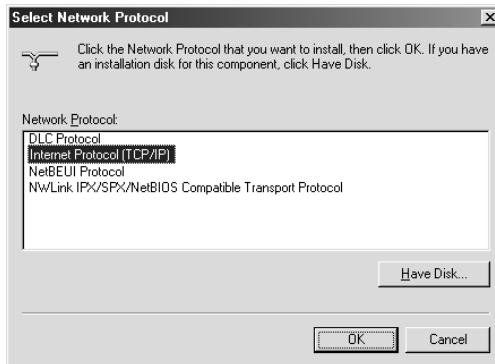 Select Network Protocol
Click the Network Protocol that you want to install, then click OK. If you have
an installation disk for this component, click Have Disk.
Network Protocol:
DLC Protocol
Internet Protocol (TCP/IP)
NetBEUI Protocol
NWLink IPX/SPX/NetBIOS Compatible Transport Protocol
Have Disk...
OK
Cancel